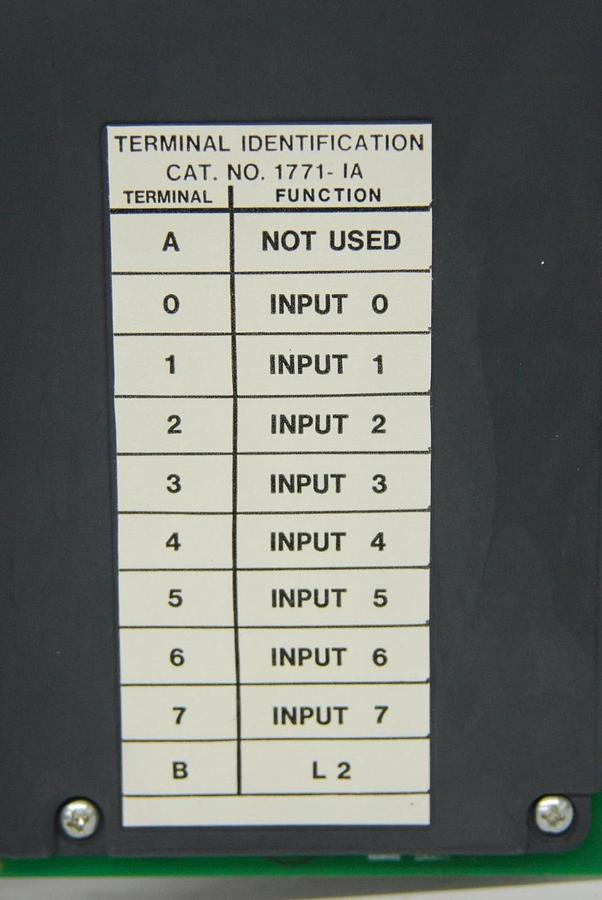 TERMINAL IDENTIFICATION
CAT. NO. 1771-IA
TERMINAL FUNCTION
A NOT USED
0 INPUT 0
1 INPUT 1
2 INPUT 2
3 INPUT 3
4 INPUT 4
5 INPUT 5
6 INPUT 6
7 INPUT 7
B L 2